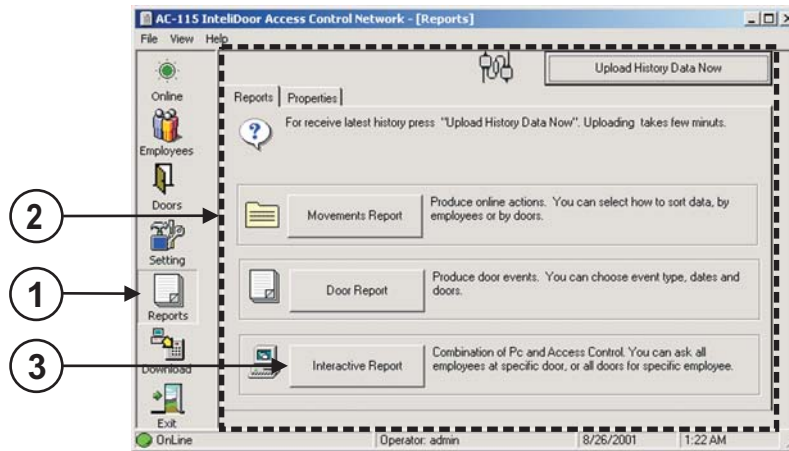 AC-115 InteliDoor Access Control Network - [Reports]
File View Help
Upload History Data Now
Online
Reports Properties
For receive latest history press "Upload History Data Now". Uploading takes few minuts.
Employees
Doors
2
Movements Report
Produce online actions. You can select how to sort data, by
employees or by doors.
Setting
1
Reports
Door Report
Produce door events. You can choose event type, dates and
doors.
3
Download
Interactive Report
Combination of Pc and Access Control. You can ask all
employees at specific door, or all doors for specific employee.
Exit
OnLine Operator: admin 8/26/2001 1:22 AM